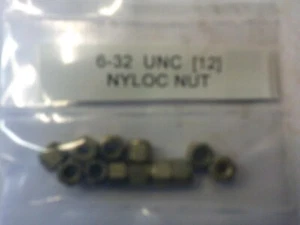 6-32 UNC [12]
NYLOC NUT